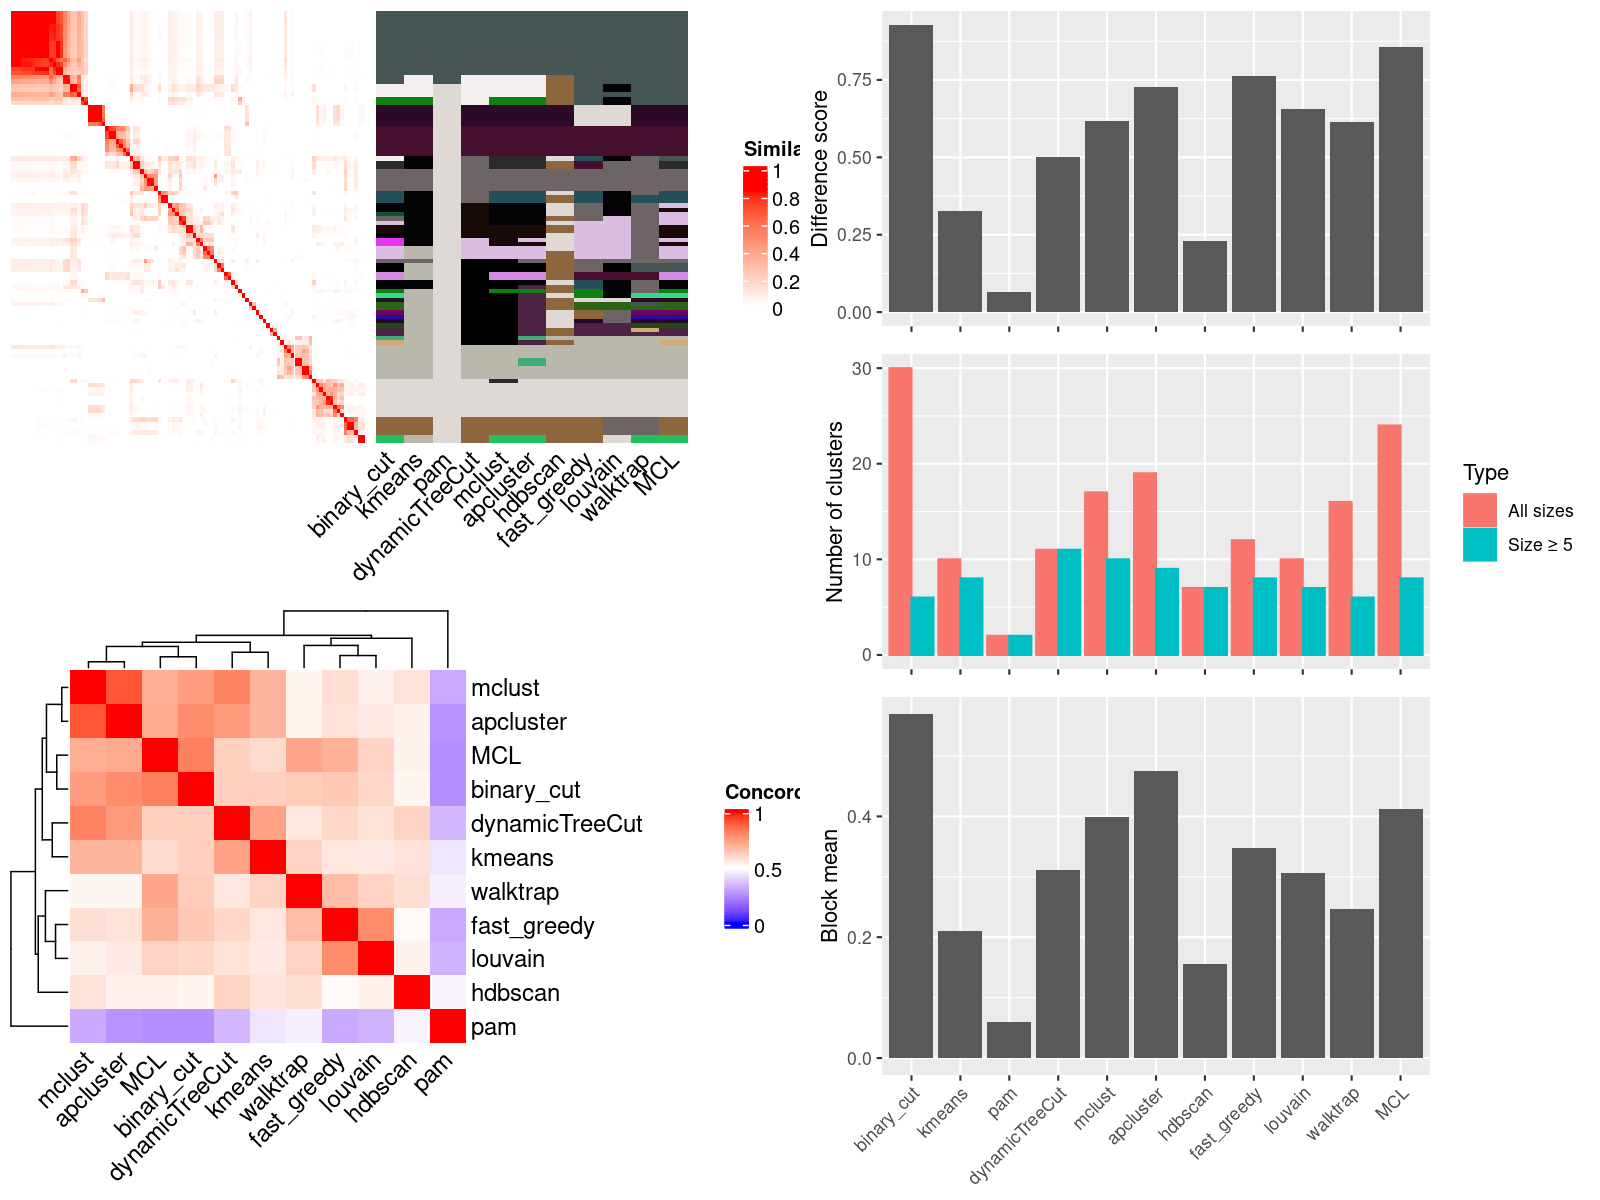 Simila
1
0.8
0.6
0.4
0.2
0
binary_cut
kmeans
pam
dynamicTreeCut
mclust
apcluster
hdbscan
fast_greedy
louvain
walktrap
MCL
mclust
apcluster
MCL
binary_cut
dynamicTreeCut
kmeans
walktrap
fast_greedy
louvain
hdbscan
pam
mclust
apcluster
MCL
binary_cut
dynamicTreeCut
kmeans
walktrap
fast_greedy
louvain
hdbscan
pam
Concord
1
0.5
0
Difference score
0.75
0.50
0.25
0.00
Number of clusters
30
20
10
0
Type
All sizes
Size ≥ 5
Block mean
0.4
0.2
0.0
binary_cut
kmeans
pam
dynamicTreeCut
mclust
apcluster
hdbscan
fast_greedy
louvain
walktrap
MCL